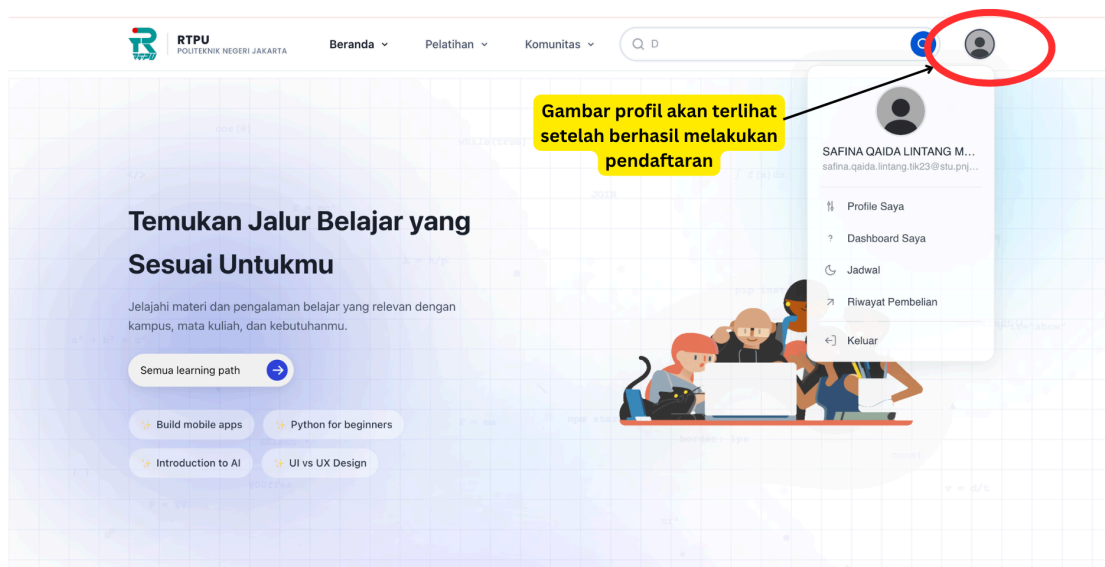 RTPU
POLITEKNIK NEGERI JAKARTA
Beranda
Pelatihan
Komunitas
D
Gambar profil akan terlihat
setelah berhasil melakukan
pendaftaran
SAFINA QAIDA LINTANG M...
safina.qaida.lintang.tik23@stu.pnj...
Profile Saya
? Dashboard Saya
Jadwal
Riwayat Pembelian
Keluar
Temukan Jalur Belajar yang
Sesuai Untukmu
Jelajahi materi dan pengalaman belajar yang relevan dengan
kampus, mata kuliah, dan kebutuhanmu.
Semua learning path
Build mobile apps
Python for beginners
Introduction to AI
UI vs UX Design